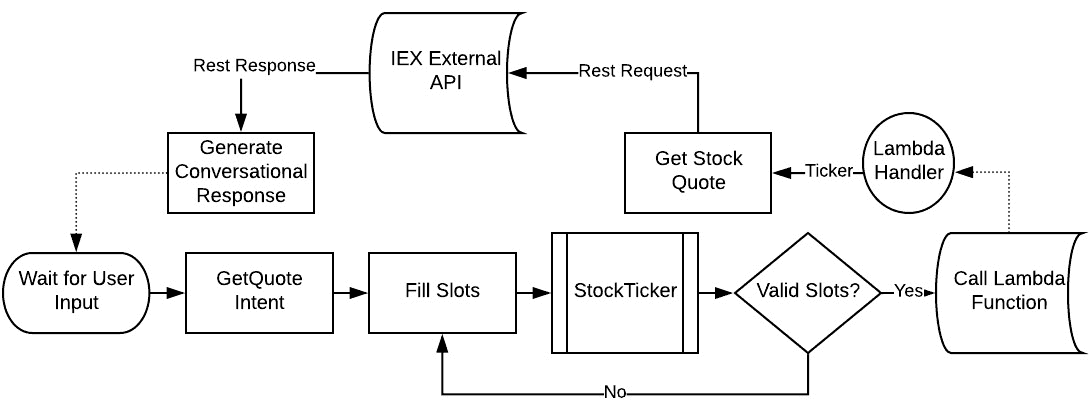 Rest Response
IEX External
API
Rest Request
Generate
Conversational
Response
Get Stock
Quote
Ticker
Lambda
Handler
Wait for User
Input
GetQuote
Intent
Fill Slots
StockTicker
Valid Slots?
Yes
Call Lambda
Function
No